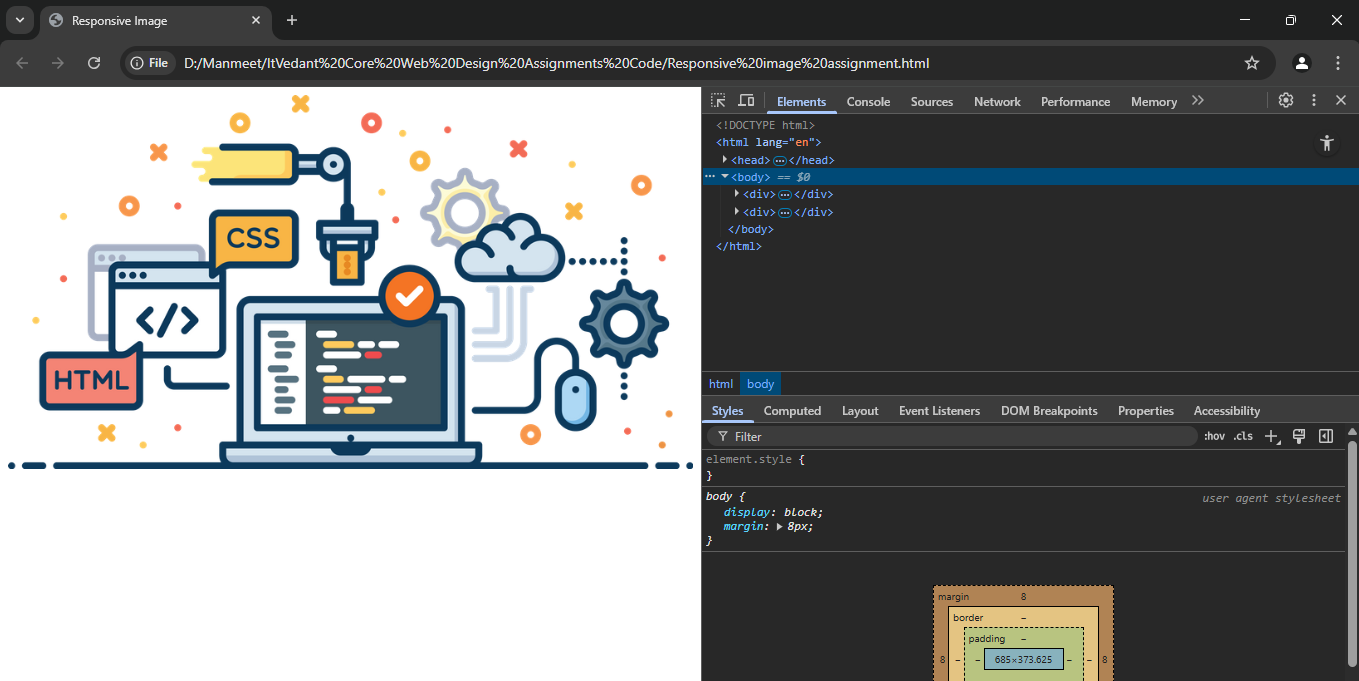 Responsive Image
File D:/Manmeet/ItVedant%20Core%20Web%20Design%20Assignments%20Code/Responsive%20image%20assignment.html
CSS
</>
HTML
Elements Console Sources Network Performance Memory
<!DOCTYPE html>
<html lang="en">
<head> … </head>
<body> == $0
<div> … </div>
<div> … </div>
</body>
</html>
html body
Styles Computed Layout Event Listeners DOM Breakpoints Properties Accessibility
Filter :hov .cls
element.style {
}
body { user agent stylesheet
display: block;
margin: 8px;
}
margin 8
border –
padding –
8 – – 685×373.625 – – 8